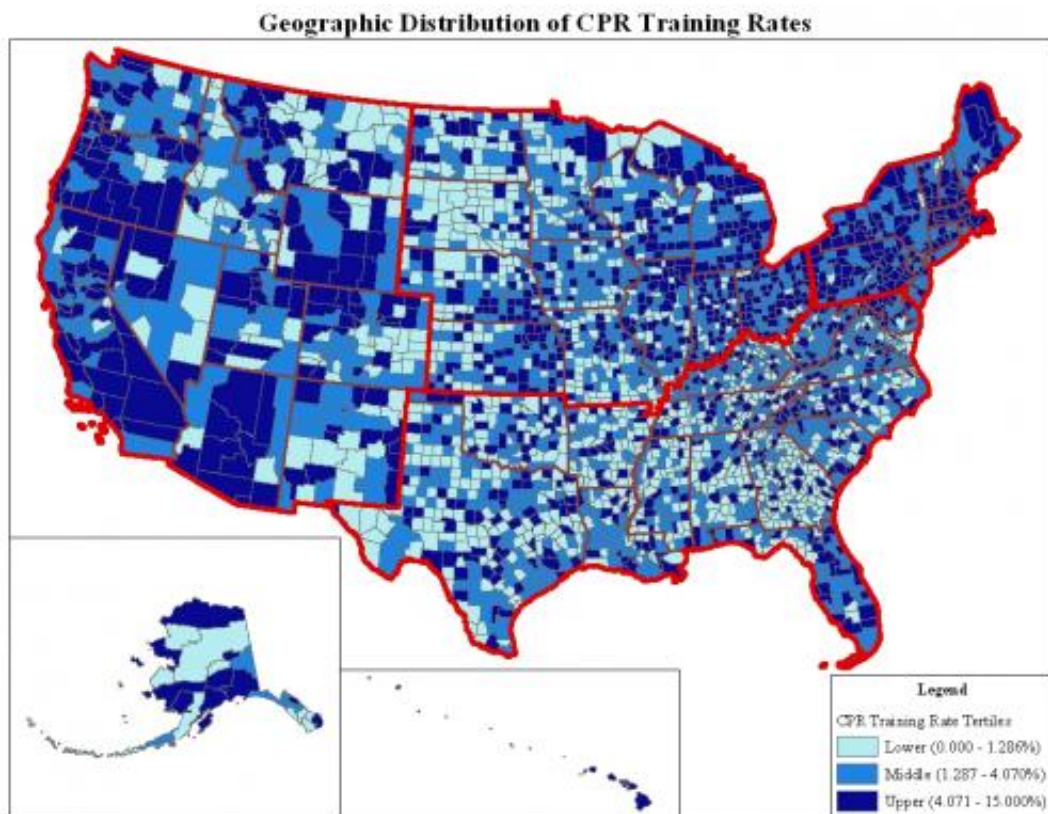 Geographic Distribution of CPR Training Rates
Legend
CPR Training Rate Tertiles
Lower (0.000 - 1.286%)
Middle (1.287 - 4.070%)
Upper (4.071 - 15.000%)